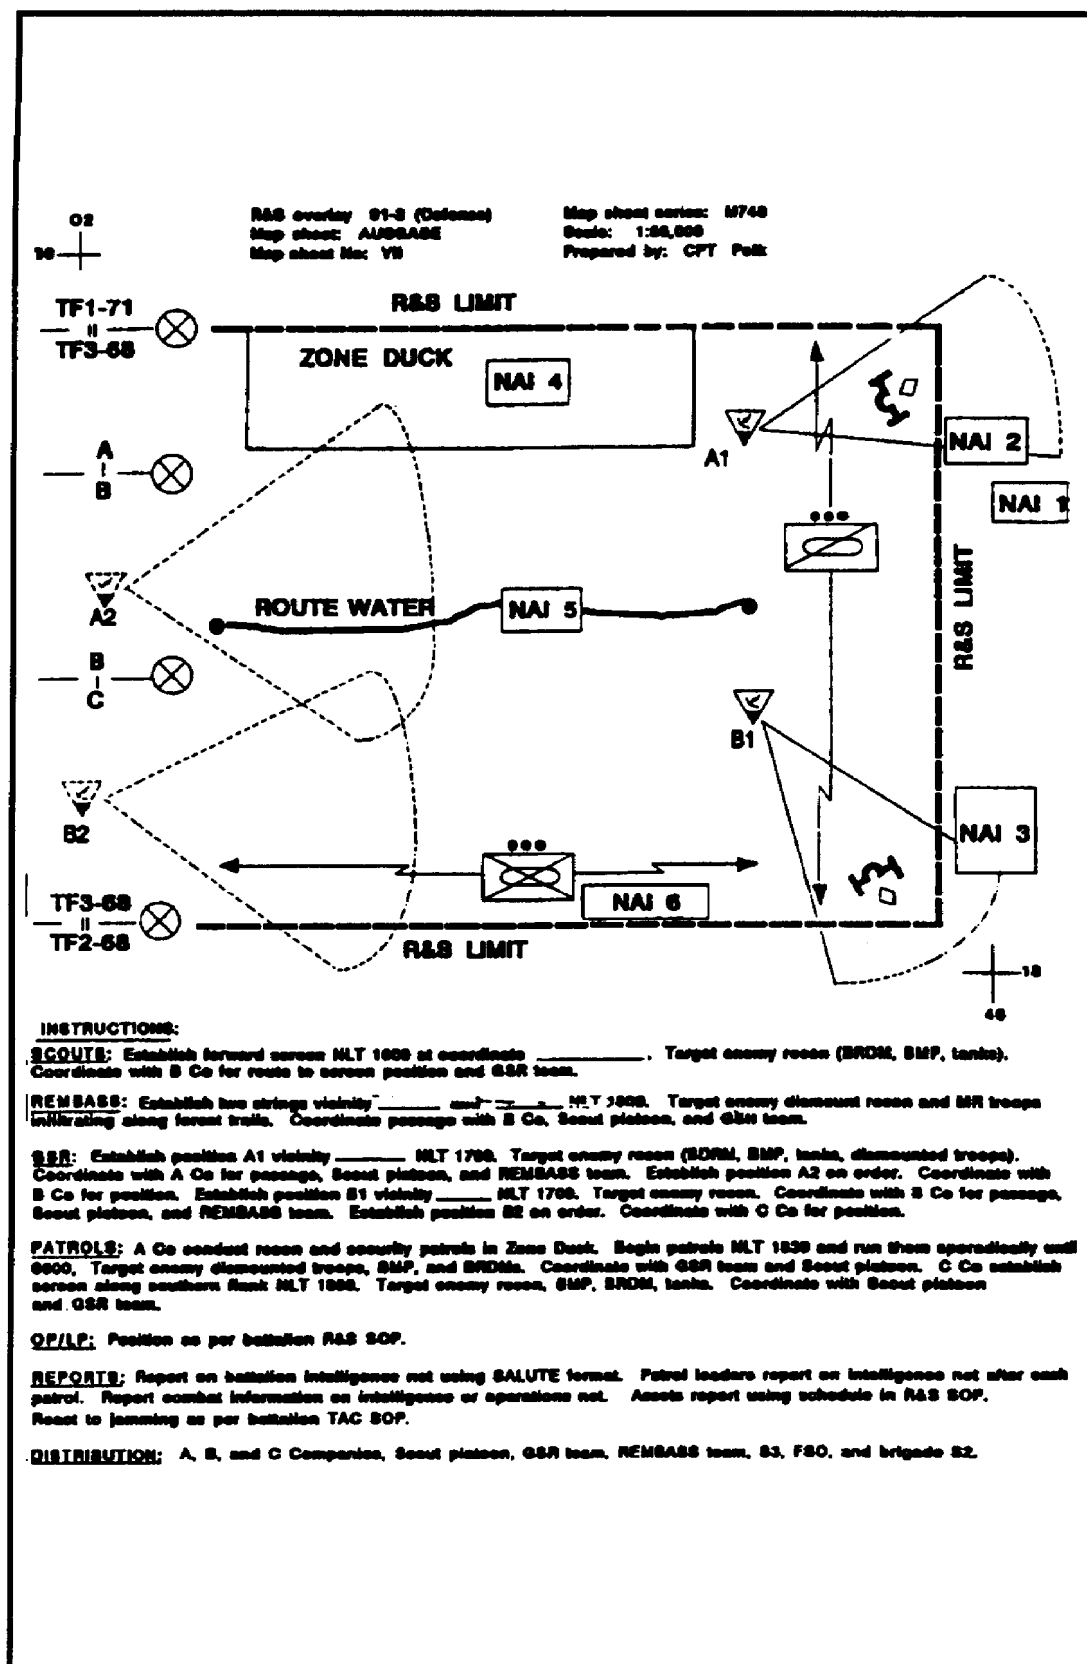 O2
R&S overlay 91-3 (Defense)
Map sheet: AUSGABE
Map sheet No: VII
Map sheet series: M745
Scale: 1:50,000
Prepared by: CPT Polk
TF1-71
II
TF3-68
R&S LIMIT
ZONE DUCK
NAI 4
A1
NAI 2
NAI 1
A
I
B
R&S LIMIT
A2
ROUTE WATER
NAI 5
B
I
C
B1
B2
NAI 3
NAI 6
TF3-68
II
TF2-68
R&S LIMIT
18
46
INSTRUCTIONS:
SCOUTS: Establish forward screen NLT 1600 at coordinate ________. Target enemy recon (BRDM, BMP, tanks).
Coordinate with B Co for route to screen position and GSR team.
REMBASS: Establish two strings vicinity _____ and _____ NLT 1800. Target enemy dismount recon and MR troops
infiltrating along forest trails. Coordinate passage with B Co, Scout platoon, and GSR team.
GSR: Establish position A1 vicinity _____ NLT 1700. Target enemy recon (BDRM, BMP, tanks, dismounted troops).
Coordinate with A Co for passage, Scout platoon, and REMBASS team. Establish position A2 on order. Coordinate with
B Co for position. Establish position B1 vicinity _____ NLT 1700. Target enemy recon. Coordinate with B Co for passage,
Scout platoon, and REMBASS team. Establish position B2 on order. Coordinate with C Co for position.
PATROLS: A Co conduct recon and security patrols in Zone Duck. Begin patrols NLT 1830 and run them sporadically until
0600. Target enemy dismounted troops, BMP, and BRDMs. Coordinate with GSR team and Scout platoon. C Co establish
screen along southern flank NLT 1800. Target enemy recon, BMP, BRDM, tanks. Coordinate with Scout platoon
and GSR team.
OP/LP: Position as per battalion R&S SOP.
REPORTS: Report on battalion intelligence net using SALUTE format. Patrol leaders report on intelligence net after each
patrol. Report combat information on intelligence or operations net. Assets report using schedule in R&S SOP.
React to jamming as per battalion TAC SOP.
DISTRIBUTION: A, B, and C Companies, Scout platoon, GSR team, REMBASS team, S3, FSO, and brigade S2.